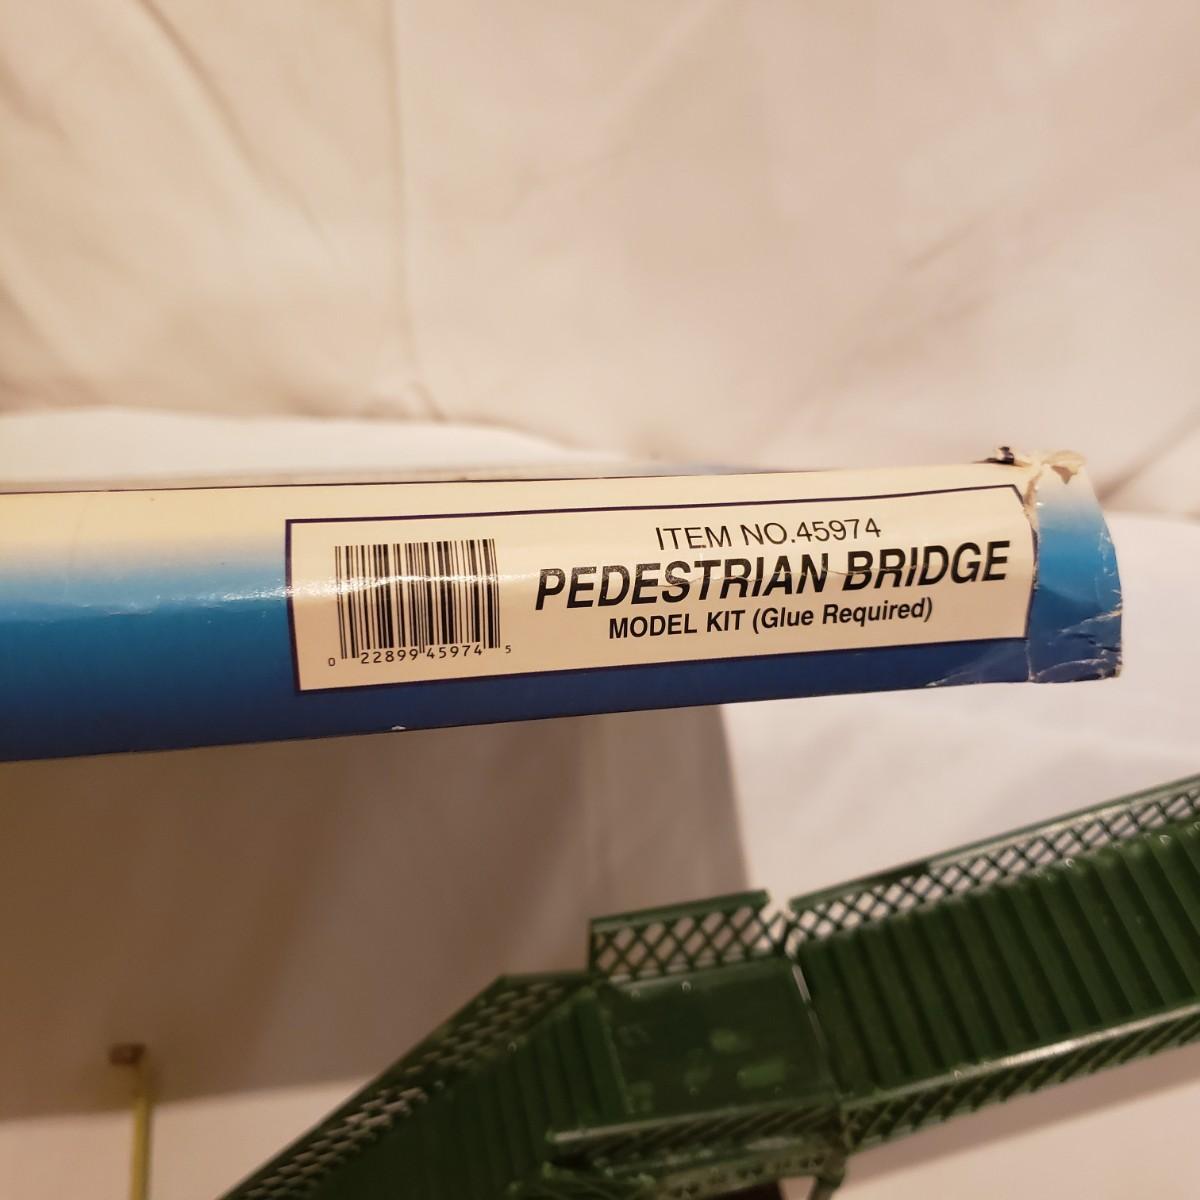 ITEM NO.45974
PEDESTRIAN BRIDGE
MODEL KIT (Glue Required)
0 22899 45974 5